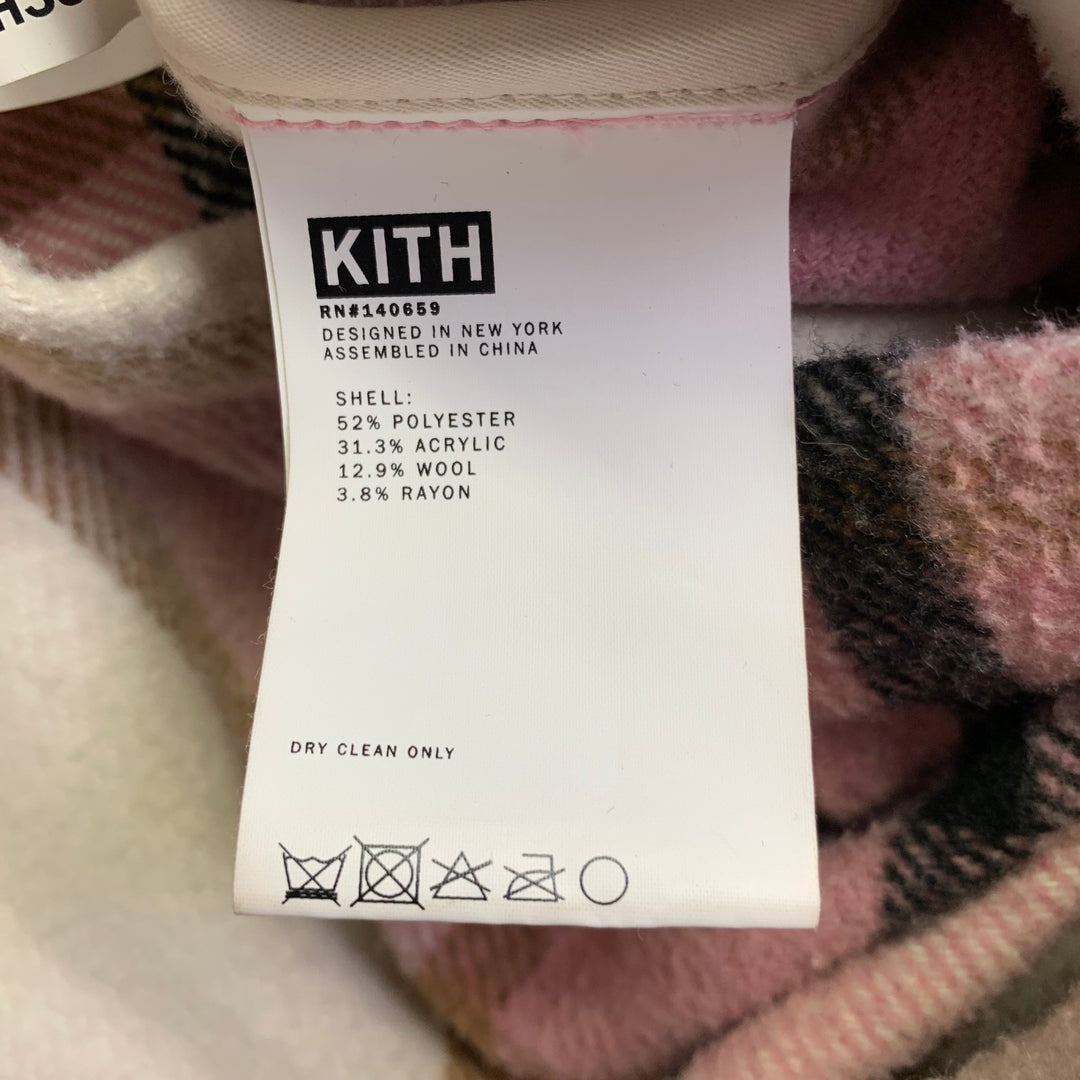 KITH
RN#140659
DESIGNED IN NEW YORK
ASSEMBLED IN CHINA
SHELL:
52% POLYESTER
31.3% ACRYLIC
12.9% WOOL
3.8% RAYON
DRY CLEAN ONLY